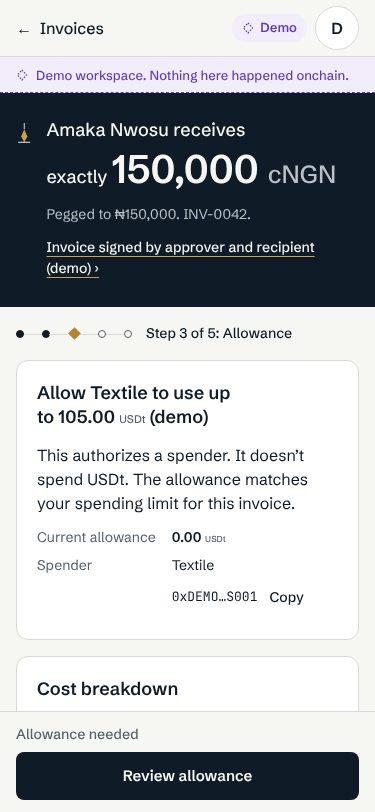 ← Invoices
Demo
D
Demo workspace. Nothing here happened onchain.
Amaka Nwosu receives
exactly 150,000 cNGN
Pegged to ₦150,000. INV-0042.
Invoice signed by approver and recipient
(demo) ›
Step 3 of 5: Allowance
Allow Textile to use up
to 105.00 USDt (demo)
This authorizes a spender. It doesn’t
spend USDt. The allowance matches
your spending limit for this invoice.
Current allowance 0.00 USDt
Spender Textile
0xDEMO…S001 Copy
Cost breakdown
Allowance needed
Review allowance